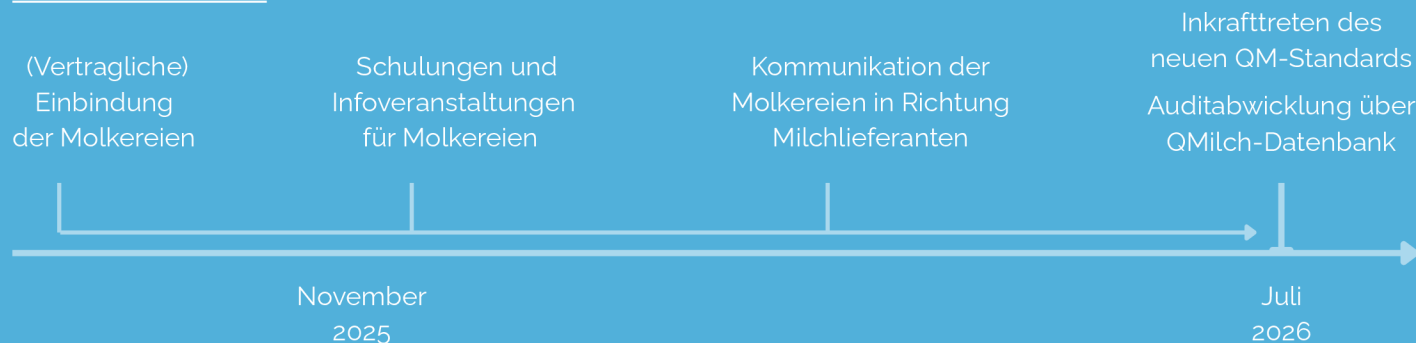 (Vertragliche)
Einbindung
der Molkereien
Schulungen und
Infoveranstaltungen
für Molkereien
Kommunikation der
Molkereien in Richtung
Milchlieferanten
Inkrafttreten des
neuen QM-Standards
Auditabwicklung über
QMilch-Datenbank
November
2025
Juli
2026